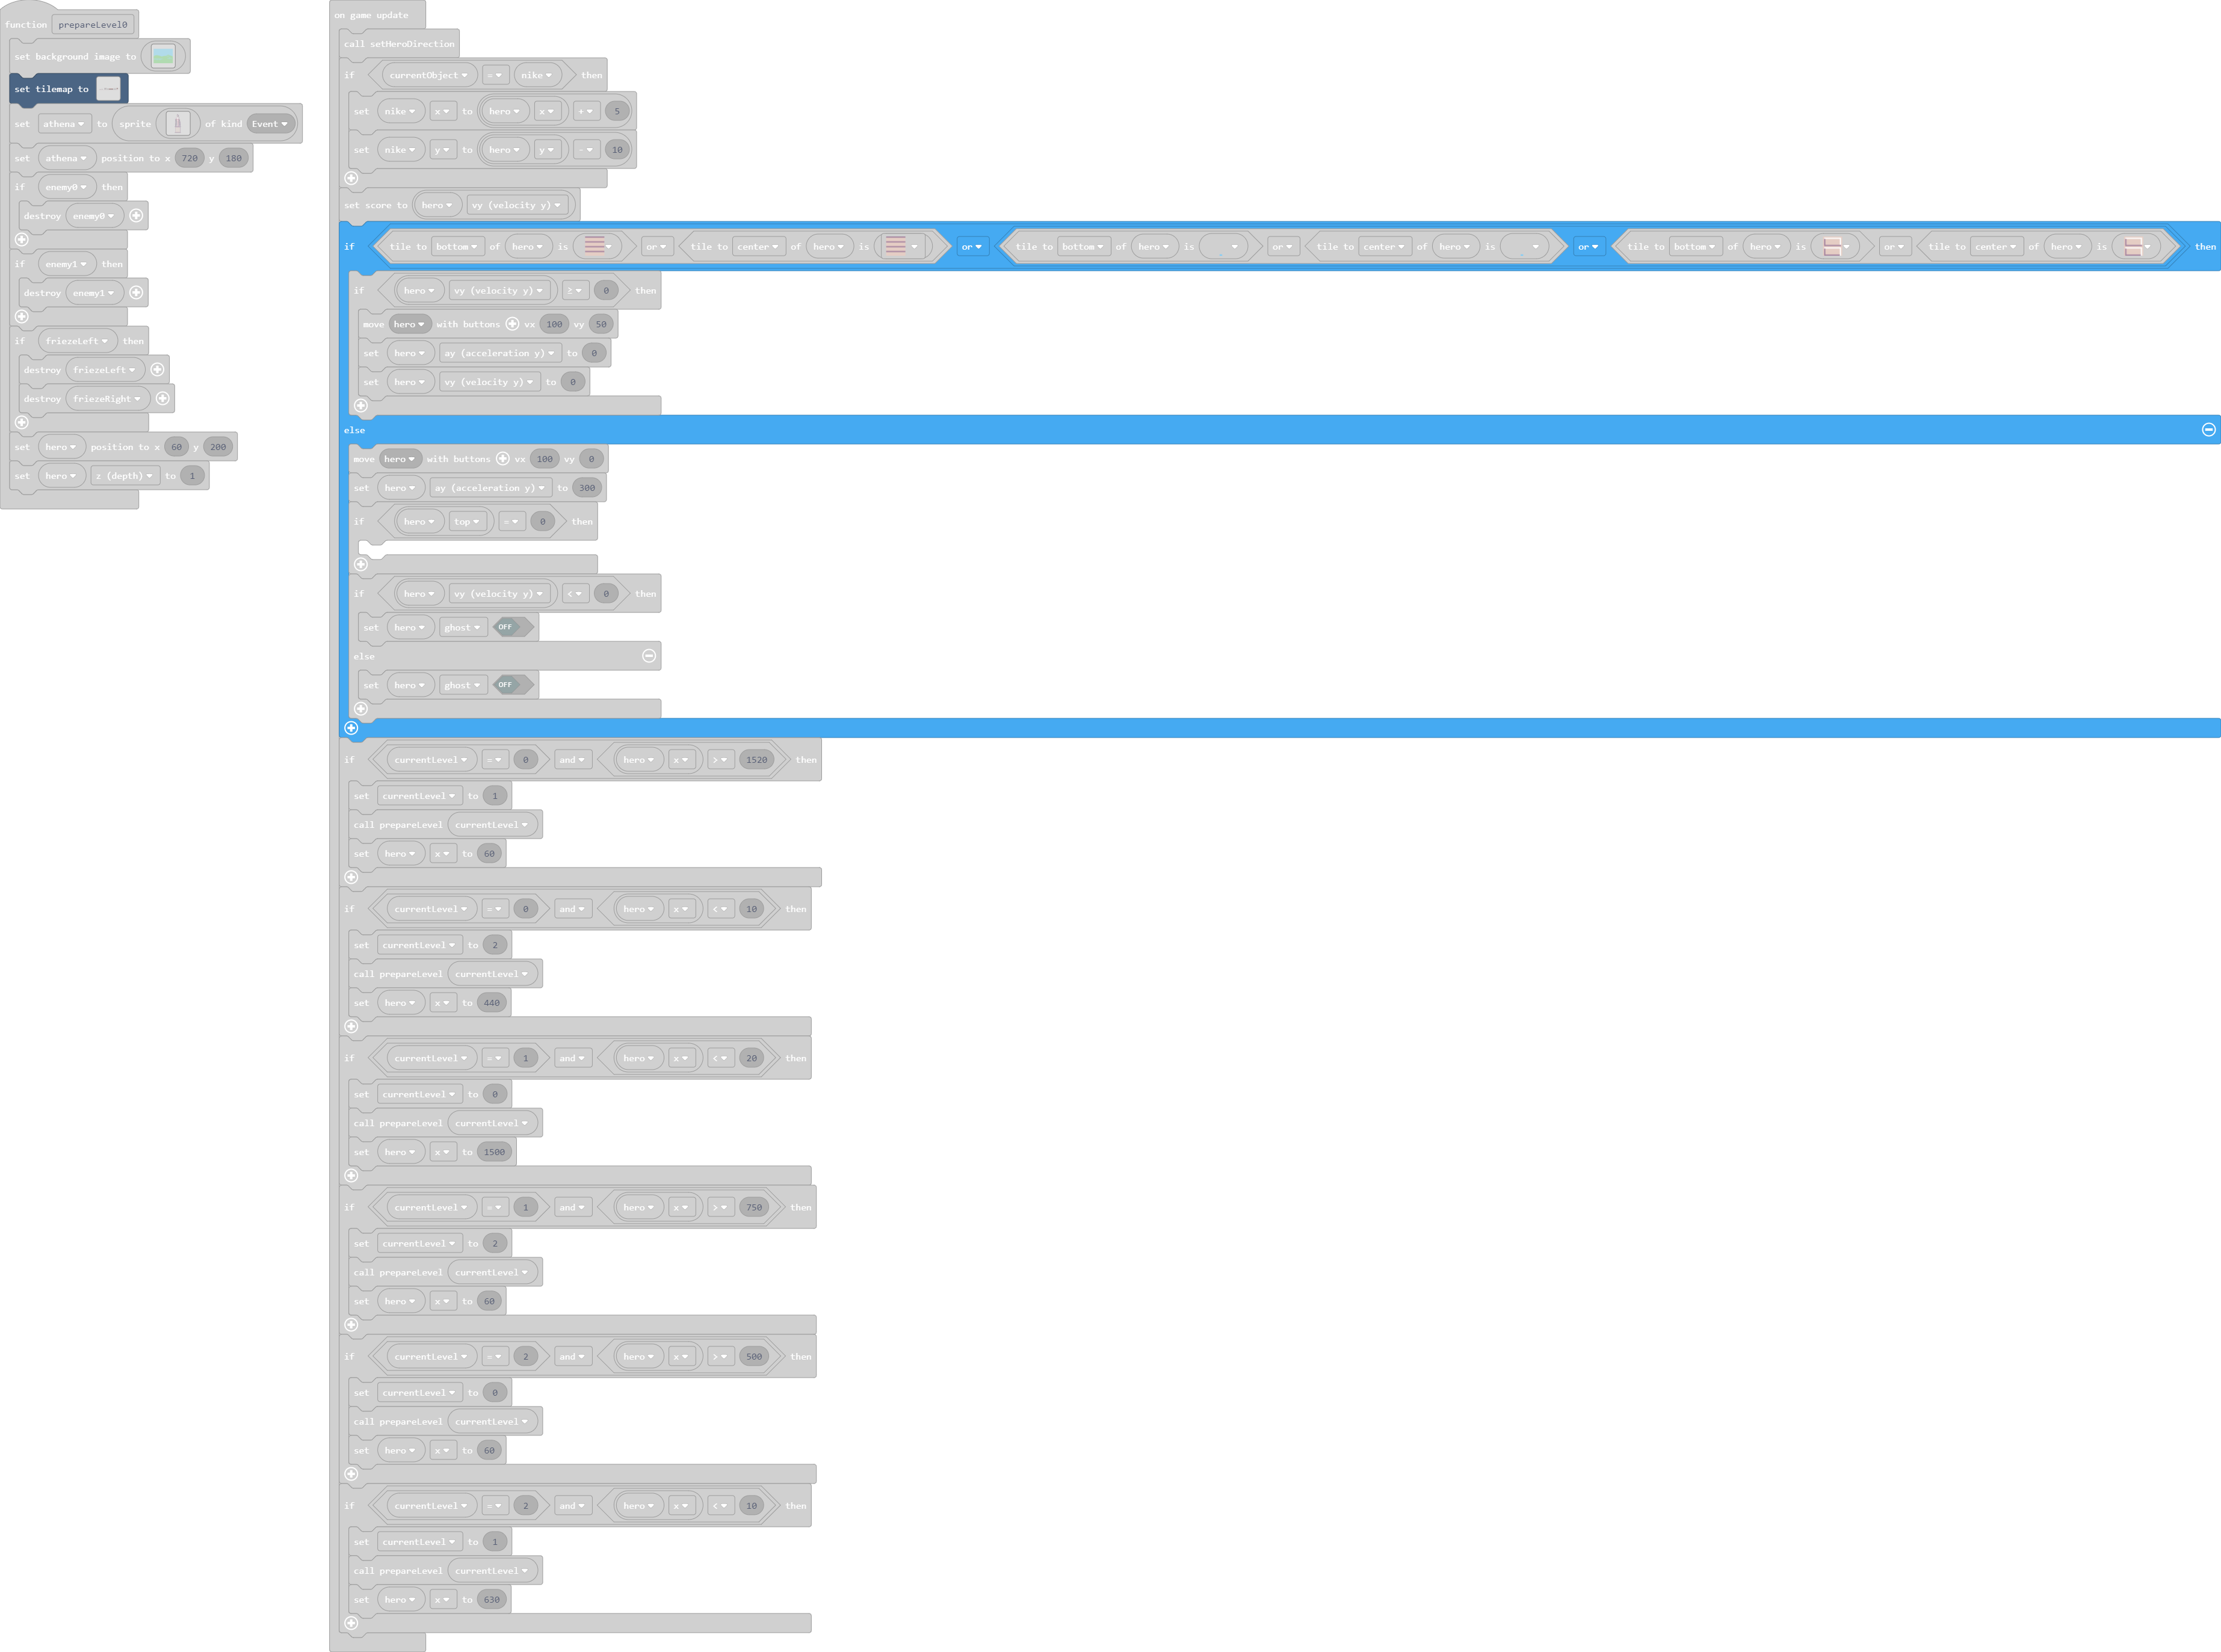 function prepareLevel0
set background image to
set tilemap to
set athena to sprite of kind Event
set athena position to x 720 y 180
if enemy0 then
destroy enemy0
if enemy1 then
destroy enemy1
if friezeLeft then
destroy friezeLeft
destroy friezeRight
set hero position to x 60 y 200
set hero z (depth) to 1
on game update
call setHeroDirection
if currentObject = nike then
set nike x to hero x + 5
set nike y to hero y - 10
set score to hero vy (velocity y)
if tile to bottom of hero is or tile to center of hero is or tile to bottom of hero is or tile to center of hero is or tile to bottom of hero is or tile to center of hero is then
if hero vy (velocity y) ≥ 0 then
move hero with buttons vx 100 vy 50
set hero ay (acceleration y) to 0
set hero vy (velocity y) to 0
else
move hero with buttons vx 100 vy 0
set hero ay (acceleration y) to 300
if hero top = 0 then
if hero vy (velocity y) < 0 then
set hero ghost OFF
else
set hero ghost OFF
if currentLevel = 0 and hero x > 1520 then
set currentLevel to 1
call prepareLevel currentLevel
set hero x to 60
if currentLevel = 0 and hero x < 10 then
set currentLevel to 2
call prepareLevel currentLevel
set hero x to 440
if currentLevel = 1 and hero x < 20 then
set currentLevel to 0
call prepareLevel currentLevel
set hero x to 1500
if currentLevel = 1 and hero x > 750 then
set currentLevel to 2
call prepareLevel currentLevel
set hero x to 60
if currentLevel = 2 and hero x > 500 then
set currentLevel to 0
call prepareLevel currentLevel
set hero x to 60
if currentLevel = 2 and hero x < 10 then
set currentLevel to 1
call prepareLevel currentLevel
set hero x to 630